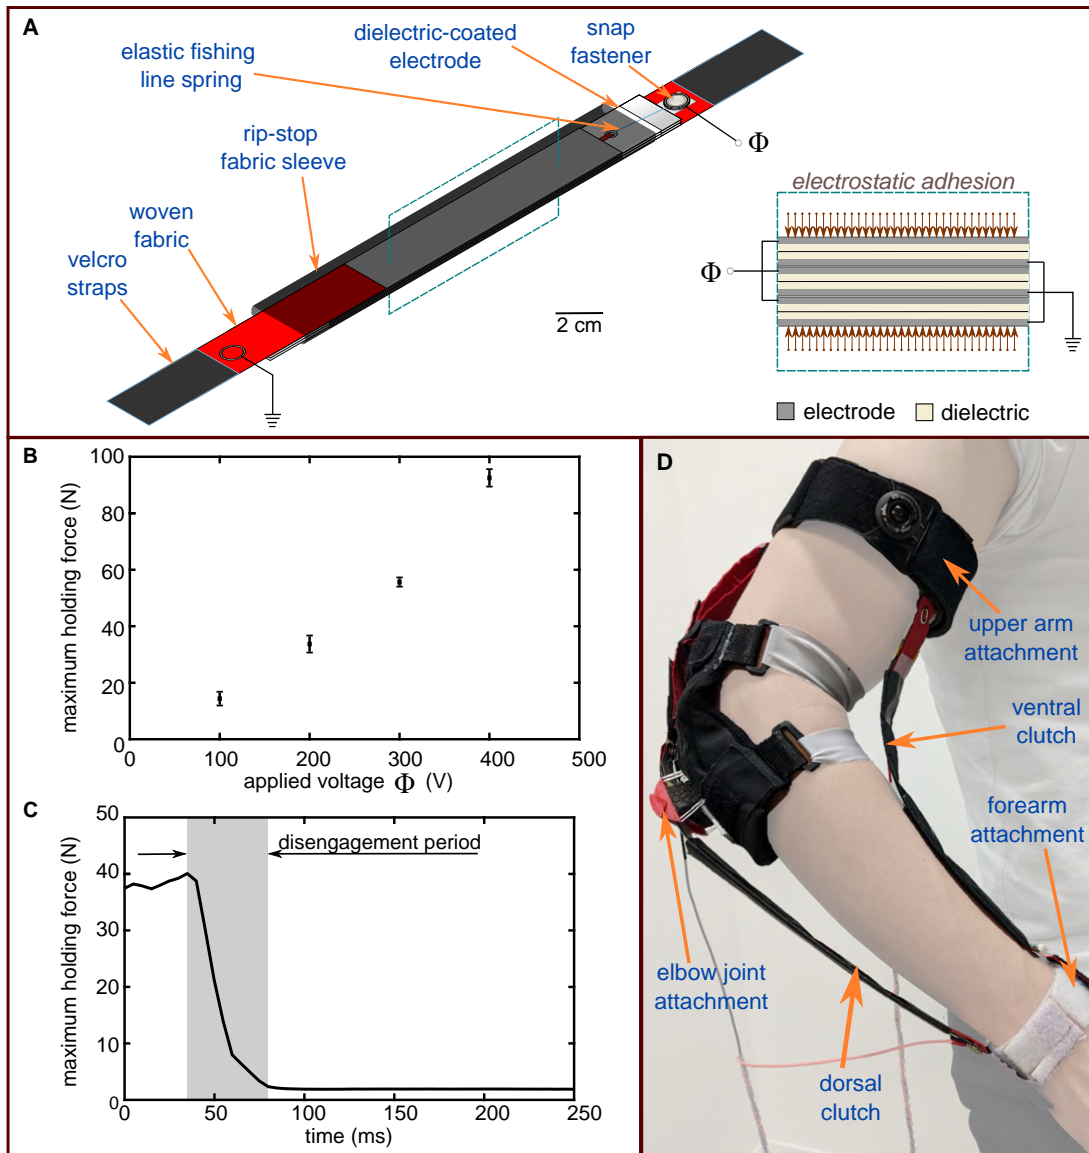 A
elastic fishing
line spring
dielectric-coated
electrode
snap
fastener
rip-stop
fabric sleeve
woven
fabric
velcro
straps
Φ
2 cm
electrostatic adhesion
Φ
electrode
dielectric
B
maximum holding force (N)
100
80
60
40
20
0
0
100
200
300
400
500
applied voltage Φ (V)
C
maximum holding force (N)
50
40
30
20
10
0
disengagement period
0
50
100
150
200
250
time (ms)
D
upper arm
attachment
ventral
clutch
forearm
attachment
elbow joint
attachment
dorsal
clutch